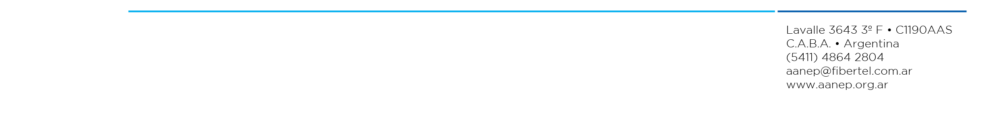 Lavalle 3643 3º F • C1190AAS
C.A.B.A. • Argentina
(5411) 4864 2804
aanep@fibertel.com.ar
www.aanep.org.ar